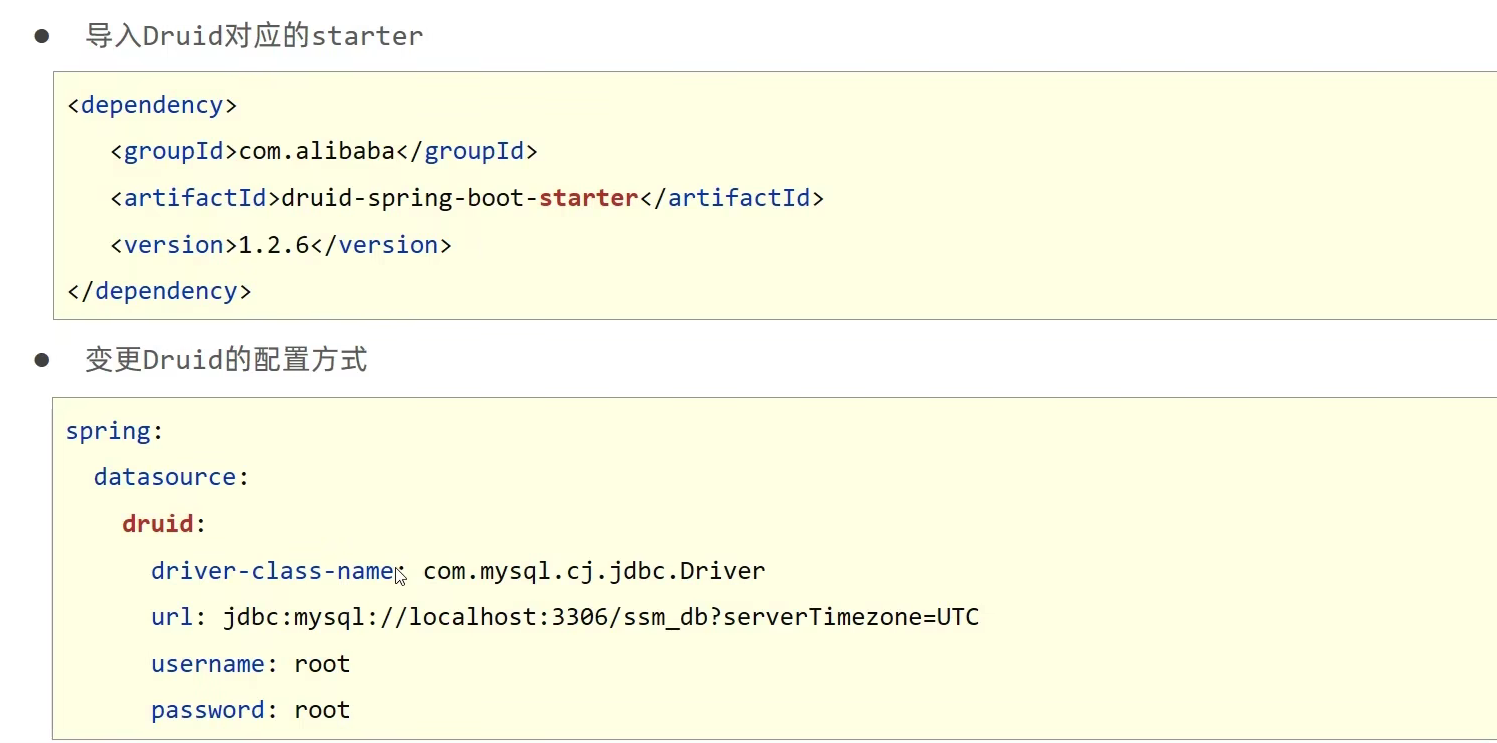 ● 导入Druid对应的starter
<dependency>
<groupId>com.alibaba</groupId>
<artifactId>druid-spring-boot-starter</artifactId>
<version>1.2.6</version>
</dependency>
● 变更Druid的配置方式
spring:
datasource:
druid:
driver-class-name: com.mysql.cj.jdbc.Driver
url: jdbc:mysql://localhost:3306/ssm_db?serverTimezone=UTC
username: root
password: root